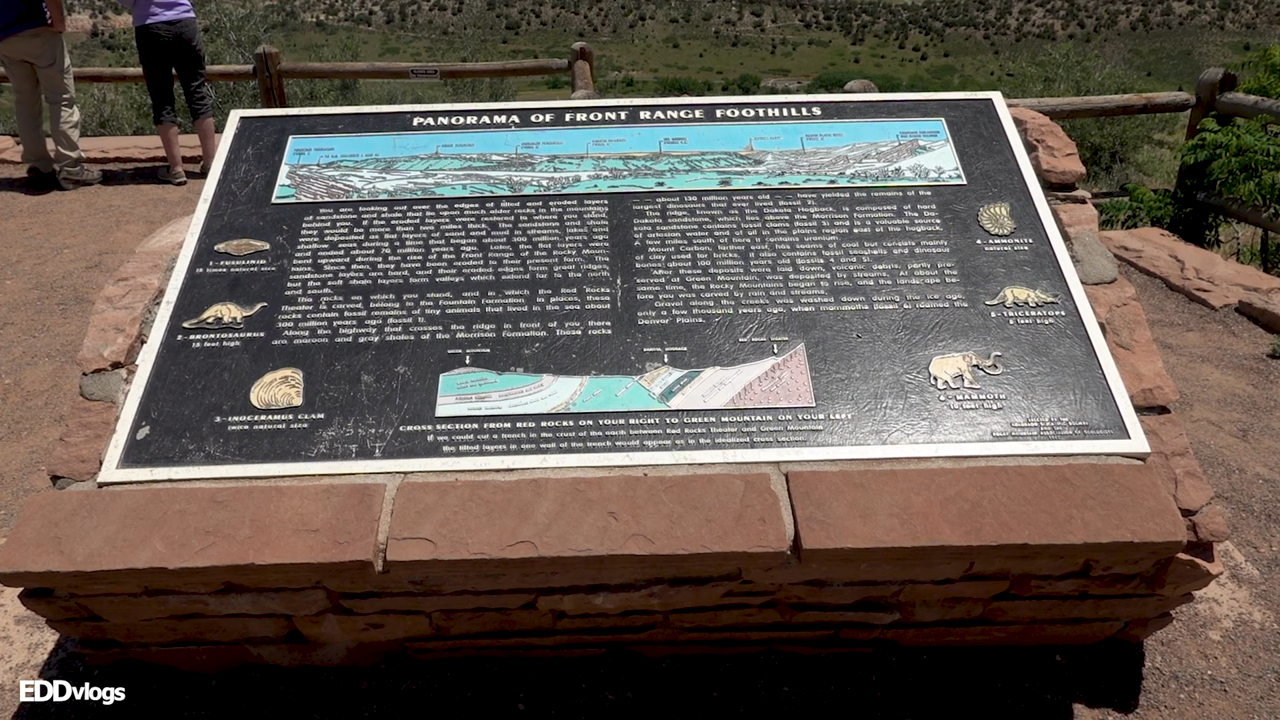 PANORAMA OF FRONT RANGE FOOTHILLS
You are looking out over the edges of tilted and eroded layers
of sandstone and shale that lie upon much older rocks in the mountains
behind you. If the eroded layers were restored to where you stand,
they would be more than two miles thick. The sandstone and shale
were deposited as flat layers of sand and mud in streams, lakes and
shallow seas during a time that began about 300 million years ago
and ended about 70 million years ago. Later, the flat layers were
bent upward during the rise of the Front Range of the Rocky Moun-
tains. Since then, they have been eroded to their present form. The
sandstone layers are hard, and their eroded edges form great ridges,
but the soft shale layers form valleys which extend far to the north
and south.
The rocks on which you stand, and in which the Red Rocks
Theater is carved, belong to the Fountain Formation. In places, these
rocks contain fossil remains of tiny animals that lived in the sea about
300 million years ago (fossil 1).
Along the highway that crosses the ridge in front of you there
are maroon and gray shales of the Morrison Formation. These rocks
— about 130 million years old — have yielded the remains of the
largest dinosaurs that ever lived (fossil 2).
The ridge, known as the Dakota Hogback, is composed of hard
Dakota sandstone, which lies above the Morrison Formation. The Da-
kota sandstone contains fossil clams (fossil 3) and is a valuable source
of artesian water and of oil in the plains region east of the hogback.
A few miles south of here it contains uranium.
Mount Carbon, farther east, has seams of coal but consists mainly
of clay used for bricks. It also contains fossil seashells and dinosaur
bones about 100 million years old (fossils 4 and 5).
After these deposits were laid down, volcanic debris, partly pre-
served at Green Mountain, was deposited by streams. At about the
same time, the Rocky Mountains began to rise, and the landscape be-
fore you was carved by rain and streams.
Gravel along the creeks was washed down during the ice age,
only a few thousand years ago, when mammoths (fossil 6) roamed the
Denver Plains.
1-FUSULINID
15 times natural size
2-BRONTOSAURUS
15 feet high
3-INOCERAMUS CLAM
twice natural size
4-AMMONITE
natural size
5-TRICERATOPS
8 feet high
6-MAMMOTH
10 feet high
GREEN MOUNTAIN
DAKOTA HOGBACK
RED ROCKS THEATER
CROSS SECTION FROM RED ROCKS ON YOUR RIGHT TO GREEN MOUNTAIN ON YOUR LEFT
If we could cut a trench in the crust of the earth between Red Rocks Theater and Green Mountain
the tilted layers in one wall of the trench would appear as in the idealized cross section.
EDDvlogs